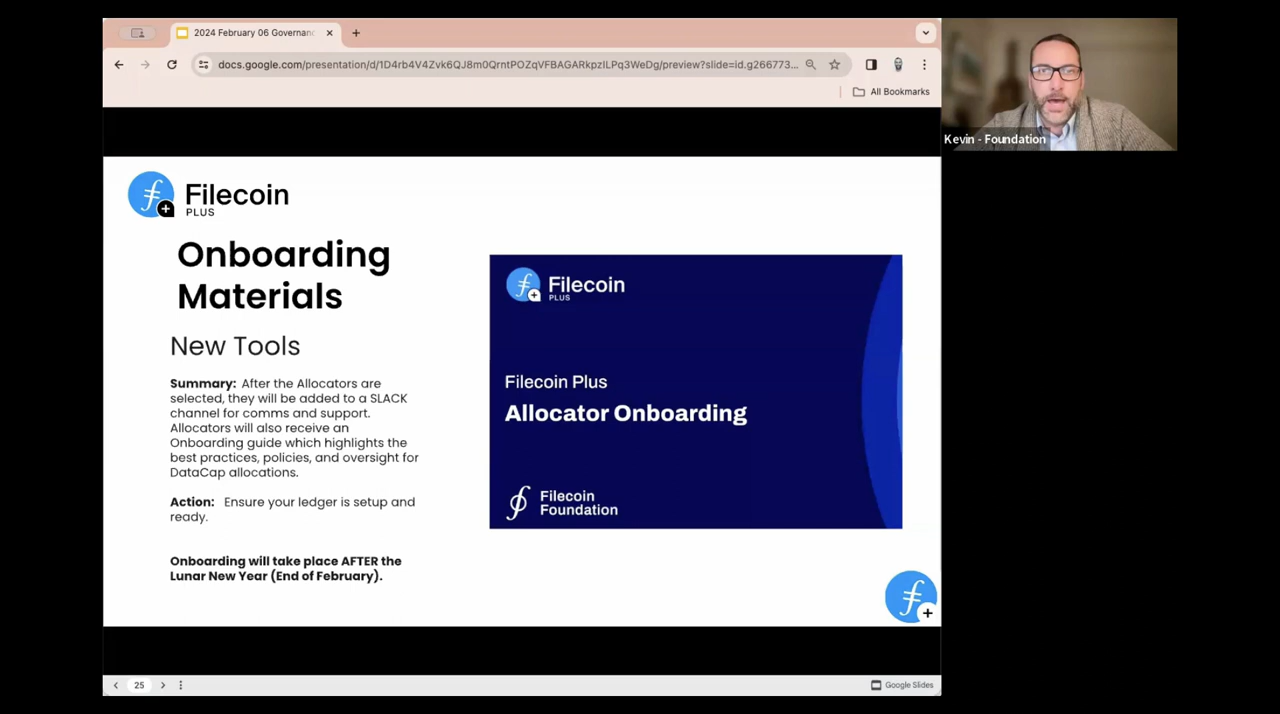 2024 February 06 Governanc
docs.google.com/presentation/d/1D4rb4V4Zvk6QJ8m0QrntPOZqVFBAGARkpzILPq3WeDg/preview?slide=id.g266773...
All Bookmarks
Kevin - Foundation
Filecoin
PLUS
Onboarding
Materials
New Tools
Summary: After the Allocators are
selected, they will be added to a SLACK
channel for comms and support.
Allocators will also receive an
Onboarding guide which highlights the
best practices, policies, and oversight for
DataCap allocations.
Action: Ensure your ledger is setup and
ready.
Onboarding will take place AFTER the
Lunar New Year (End of February).
Filecoin
PLUS
Filecoin Plus
Allocator Onboarding
Filecoin
Foundation
25
Google Slides